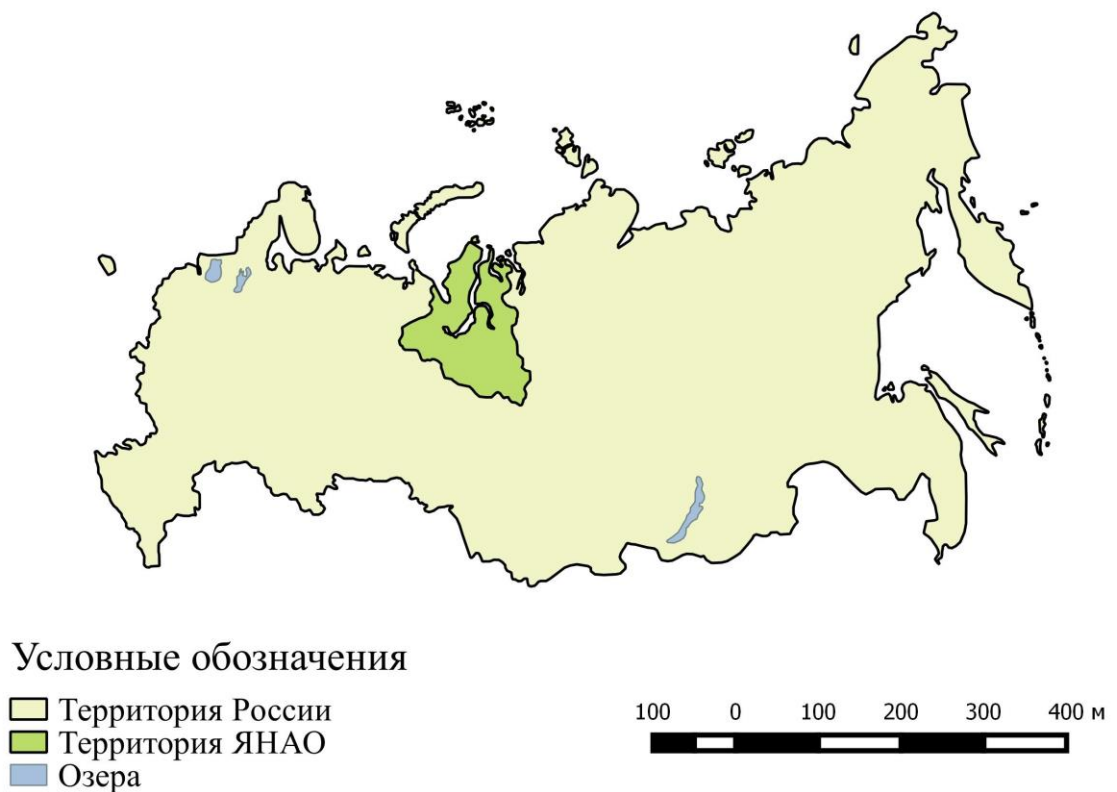 Условные обозначения
Территория России
Территория ЯНАО
Озера
100 0 100 200 300 400 м